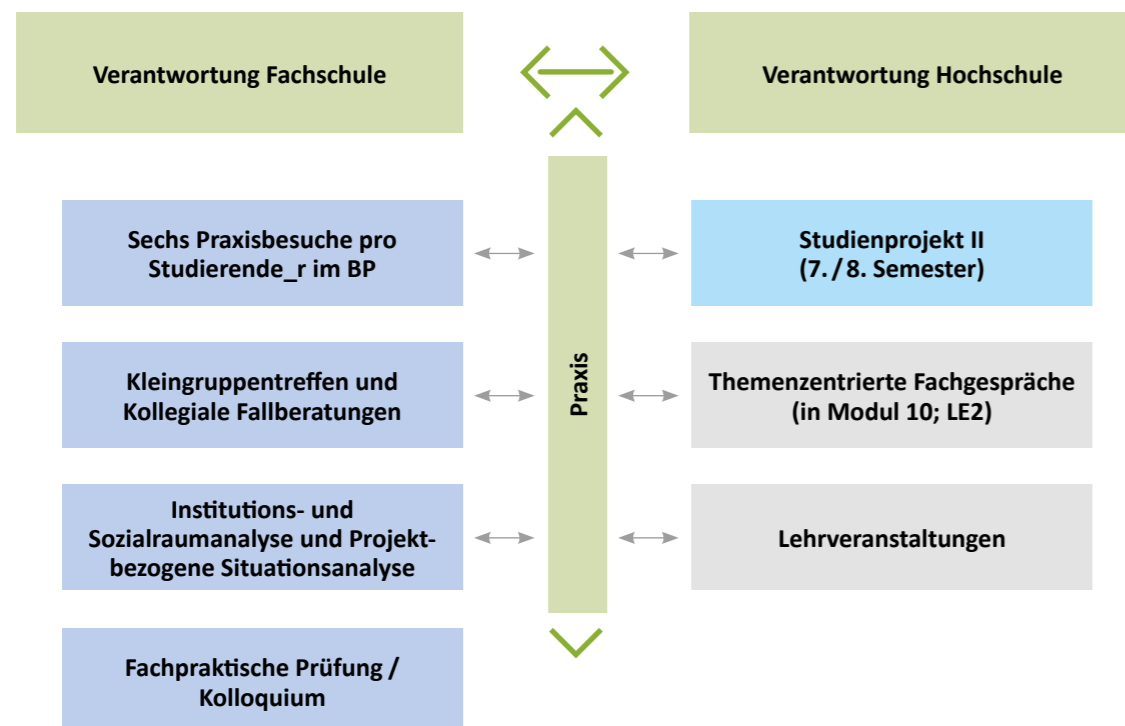 Verantwortung Fachschule
Verantwortung Hochschule
Sechs Praxisbesuche pro
Studierende_r im BP
Kleingruppentreffen und
Kollegiale Fallberatungen
Institutions- und
Sozialraumanalyse und Projekt-
bezogene Situationsanalyse
Fachpraktische Prüfung /
Kolloquium
Praxis
Studienprojekt II
(7. / 8. Semester)
Themenzentrierte Fachgespräche
(in Modul 10; LE2)
Lehrveranstaltungen